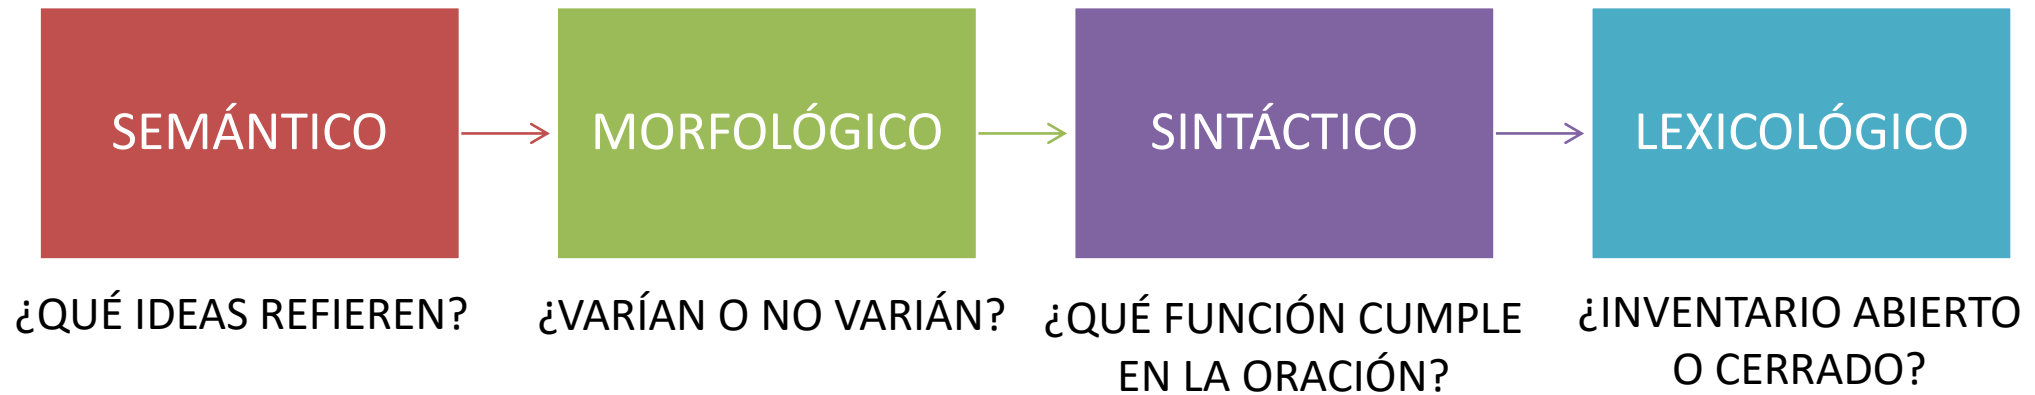 SEMÁNTICO
MORFOLÓGICO
SINTÁCTICO
LEXICOLÓGICO
¿QUÉ IDEAS REFIEREN?
¿VARÍAN O NO VARIÁN?
¿QUÉ FUNCIÓN CUMPLE
EN LA ORACIÓN?
¿INVENTARIO ABIERTO
O CERRADO?